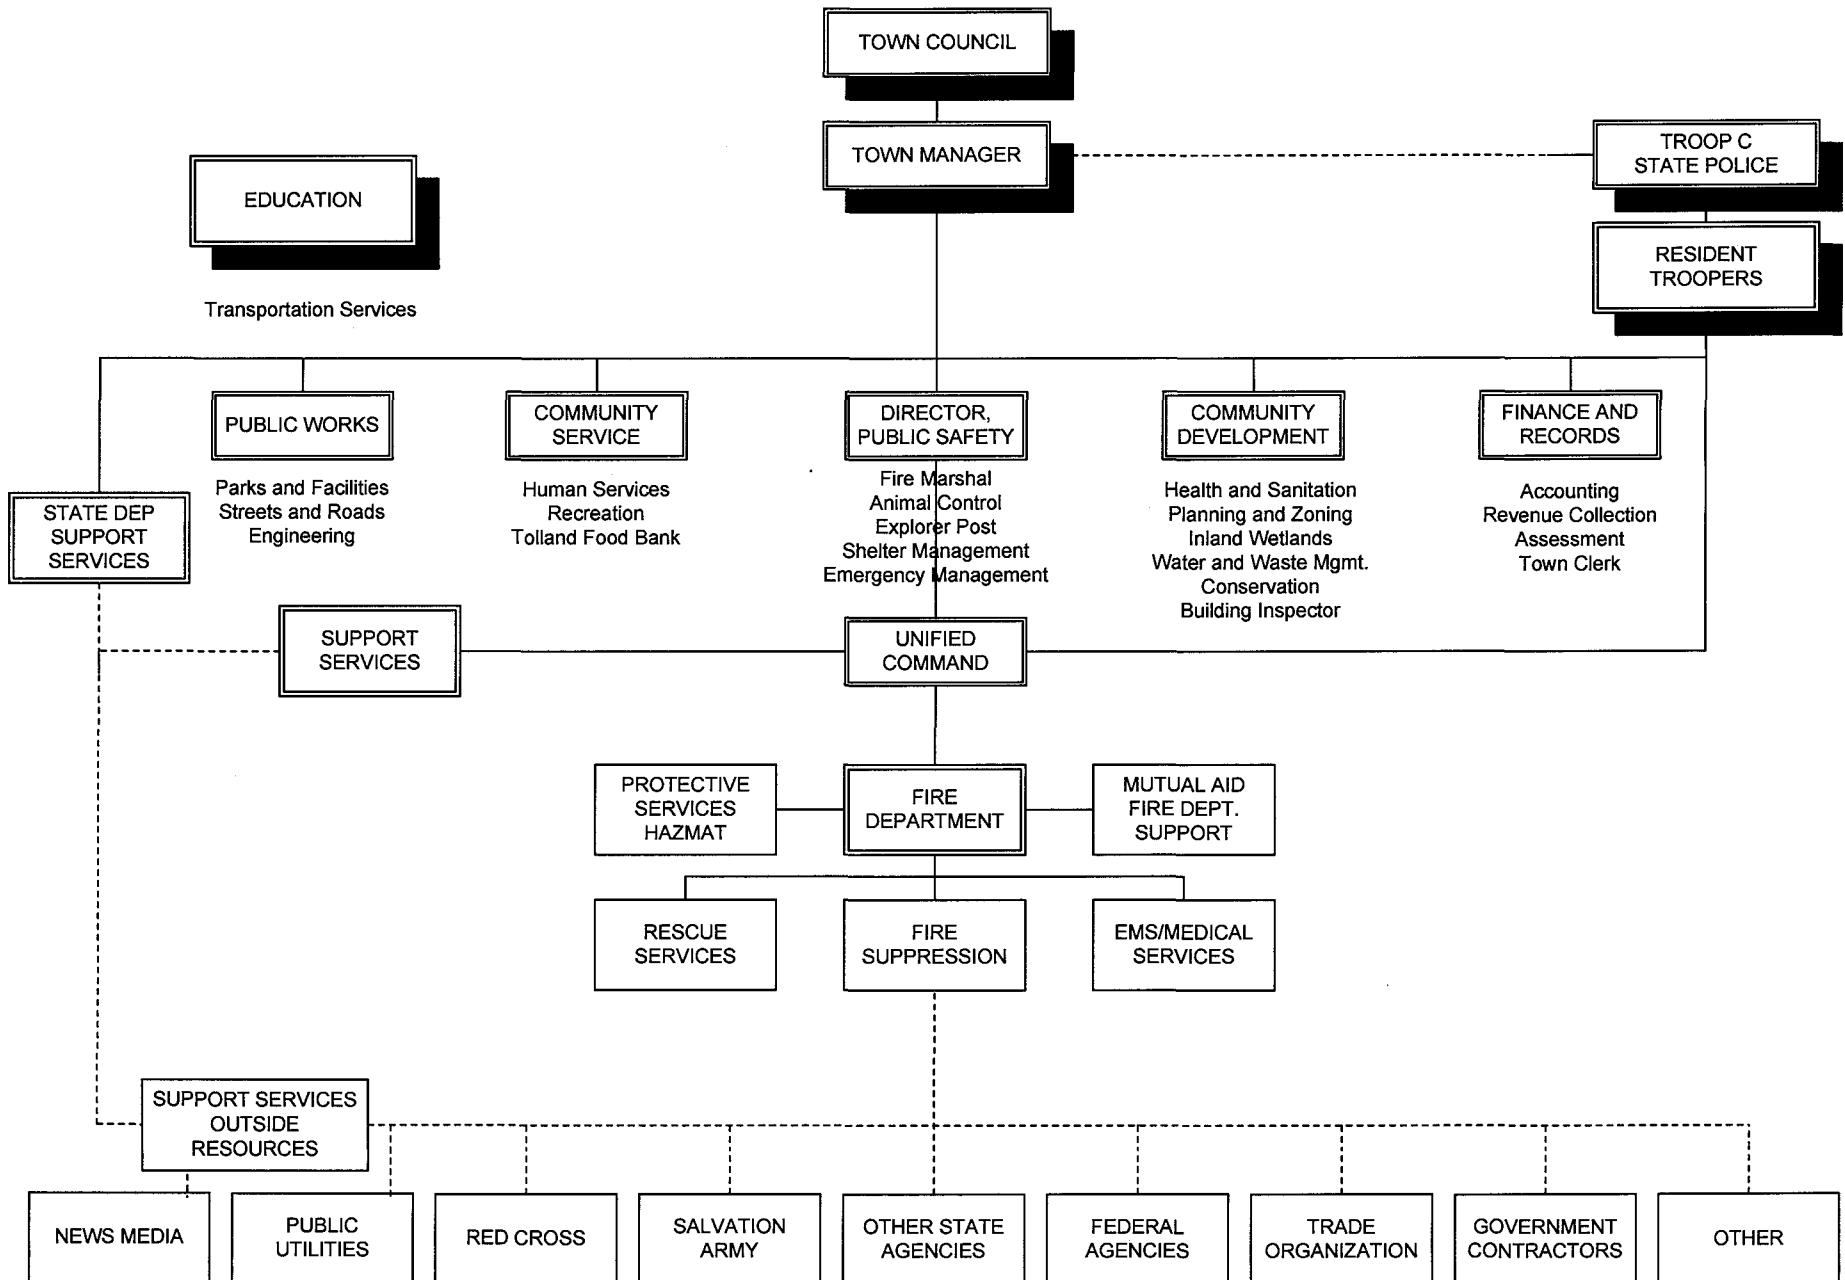 TOWN COUNCIL
TOWN MANAGER
TROOP C
STATE POLICE
EDUCATION
Transportation Services
RESIDENT
TROOPERS
PUBLIC WORKS
Parks and Facilities
Streets and Roads
Engineering
COMMUNITY
SERVICE
Human Services
Recreation
Tolland Food Bank
DIRECTOR,
PUBLIC SAFETY
Fire Marshal
Animal Control
Explorer Post
Shelter Management
Emergency Management
COMMUNITY
DEVELOPMENT
Health and Sanitation
Planning and Zoning
Inland Wetlands
Water and Waste Mgmt.
Conservation
Building Inspector
FINANCE AND
RECORDS
Accounting
Revenue Collection
Assessment
Town Clerk
STATE DEP
SUPPORT
SERVICES
SUPPORT
SERVICES
UNIFIED
COMMAND
PROTECTIVE
SERVICES
HAZMAT
FIRE
DEPARTMENT
MUTUAL AID
FIRE DEPT.
SUPPORT
RESCUE
SERVICES
FIRE
SUPPRESSION
EMS/MEDICAL
SERVICES
SUPPORT SERVICES
OUTSIDE
RESOURCES
NEWS MEDIA
PUBLIC
UTILITIES
RED CROSS
SALVATION
ARMY
OTHER STATE
AGENCIES
FEDERAL
AGENCIES
TRADE
ORGANIZATION
GOVERNMENT
CONTRACTORS
OTHER